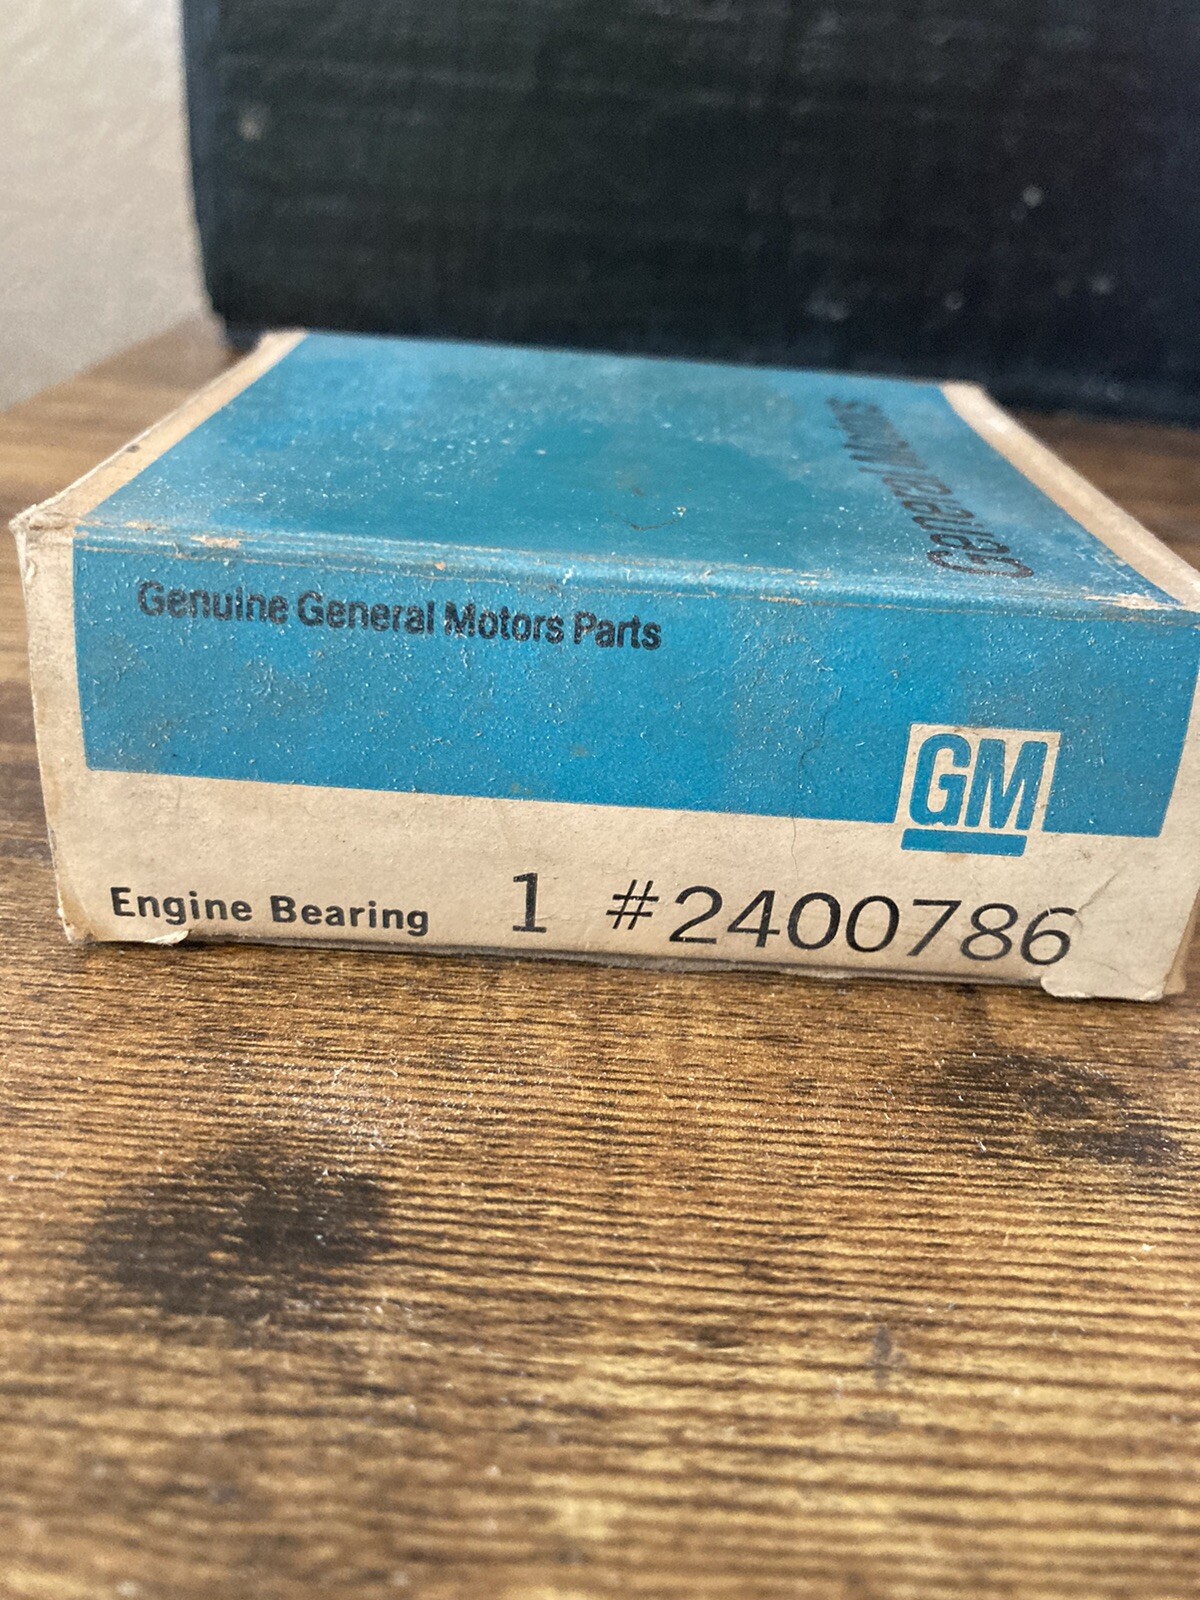 General Motors
Genuine General Motors Parts
GM
Engine Bearing 1 #2400786